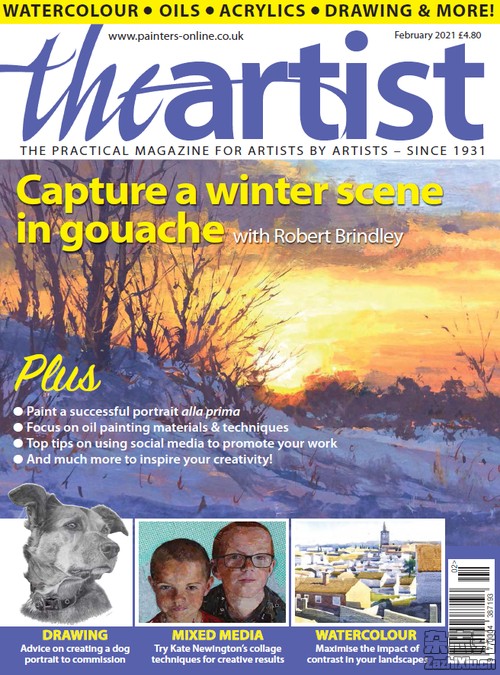 WATERCOLOUR ● OILS ● ACRYLICS ● DRAWING & MORE!
www.painters-online.co.uk
February 2021 £4.80
the artist
THE PRACTICAL MAGAZINE FOR ARTISTS BY ARTISTS – SINCE 1931
Capture a winter scene
in gouache with Robert Brindley
Plus
● Paint a successful portrait alla prima
● Focus on oil painting materials & techniques
● Top tips on using social media to promote your work
● And much more to inspire your creativity!
DRAWING
Advice on creating a dog
portrait to commission
MIXED MEDIA
Try Kate Newington's collage
techniques for creative results
WATERCOLOUR
Maximise the impact of
contrast in your landscapes
02>